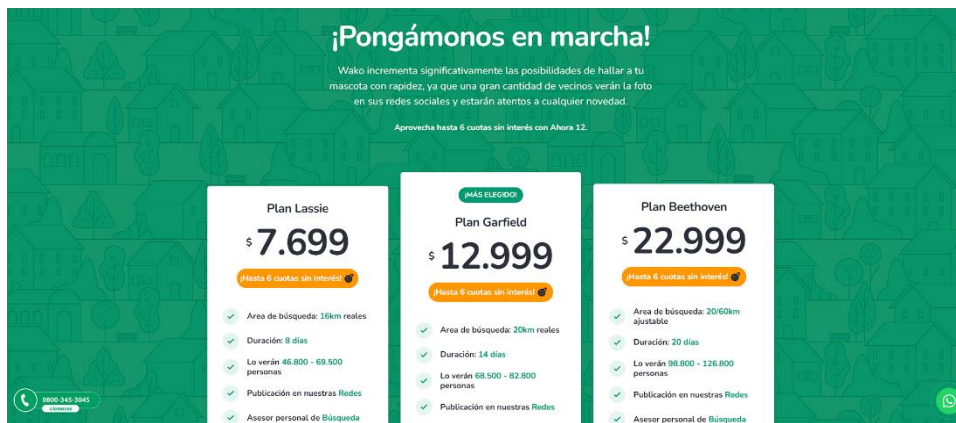 ¡Pongámonos en marcha!
Wako incrementa significativamente las posibilidades de hallar a tu
mascota con rapidez, ya que una gran cantidad de vecinos verán la foto
en sus redes sociales y estarán atentos a cualquier novedad.
Aprovecha hasta 6 cuotas sin interés con Ahora 12.
Plan Lassie
$ 7.699
¡Hasta 6 cuotas sin interés!
Area de búsqueda: 16km reales
Duración: 8 días
Lo verán 46.800 - 69.500
personas
Publicación en nuestras Redes
Asesor personal de Búsqueda
¡MÁS ELEGIDO!
Plan Garfield
$ 12.999
¡Hasta 6 cuotas sin interés!
Area de búsqueda: 20km reales
Duración: 14 días
Lo verán 68.500 - 82.800
personas
Publicación en nuestras Redes
Plan Beethoven
$ 22.999
¡Hasta 6 cuotas sin interés!
Area de búsqueda: 20/60km
ajustable
Duración: 20 días
Lo verán 98.800 - 126.800
personas
Publicación en nuestras Redes
Asesor personal de Búsqueda
0800-345-3045
Llámanos